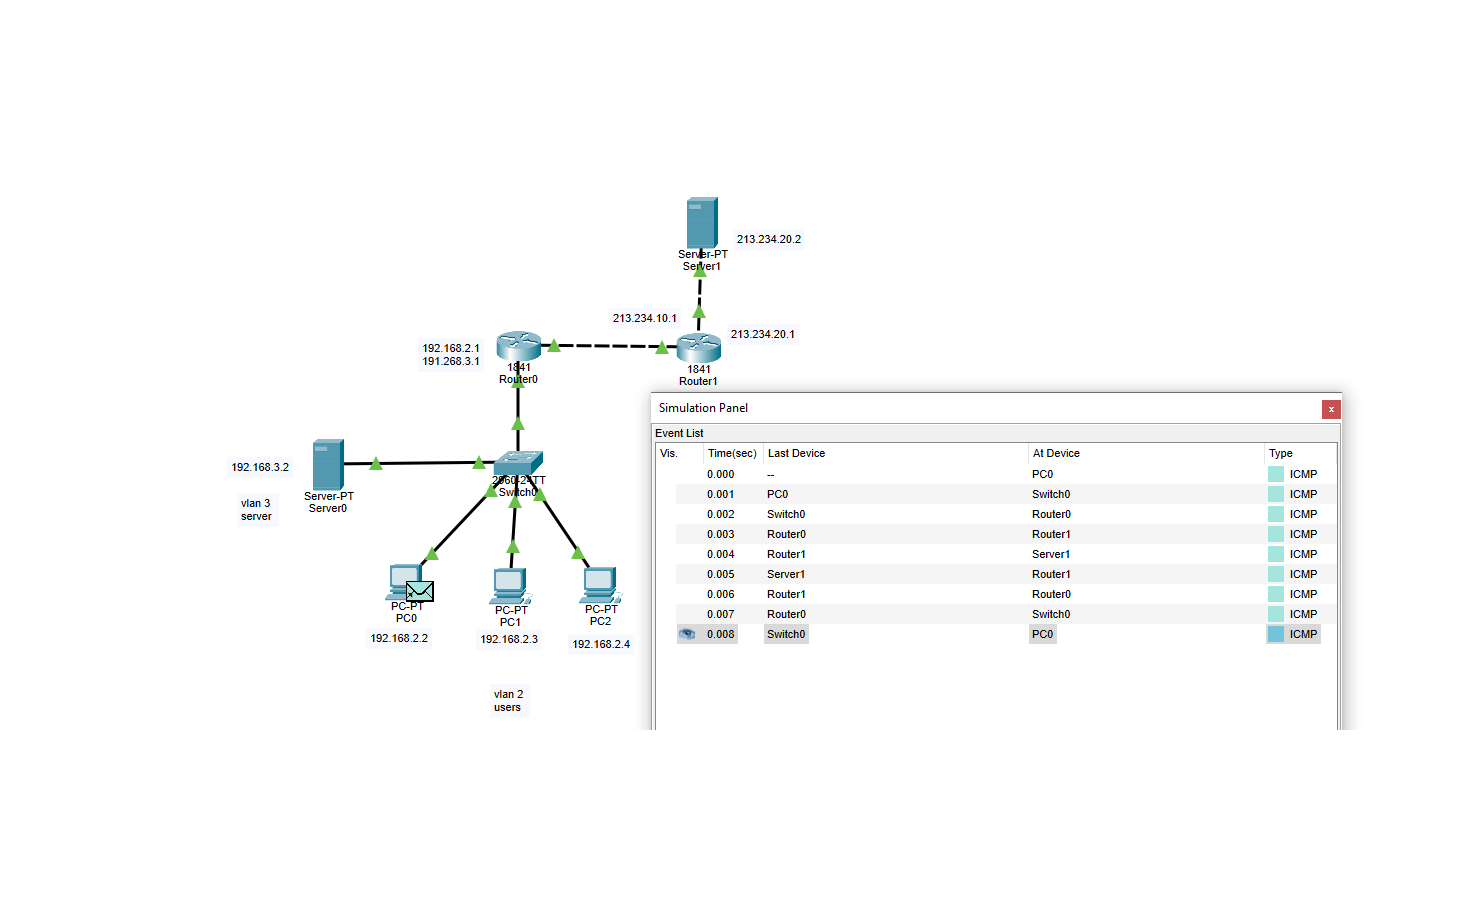 213.234.20.2
Server-PT
Server1
213.234.10.1
213.234.20.1
192.168.2.1
191.268.3.1
1841
Router0
1841
Router1
192.168.3.2
Server-PT
Server0
vlan 3
server
2960-24TT
Switch0
PC-PT
PC0
192.168.2.2
PC-PT
PC1
192.168.2.3
PC-PT
PC2
192.168.2.4
vlan 2
users
Simulation Panel
x
Event List
Vis. Time(sec) Last Device At Device Type
0.000 -- PC0 ICMP
0.001 PC0 Switch0 ICMP
0.002 Switch0 Router0 ICMP
0.003 Router0 Router1 ICMP
0.004 Router1 Server1 ICMP
0.005 Server1 Router1 ICMP
0.006 Router1 Router0 ICMP
0.007 Router0 Switch0 ICMP
0.008 Switch0 PC0 ICMP